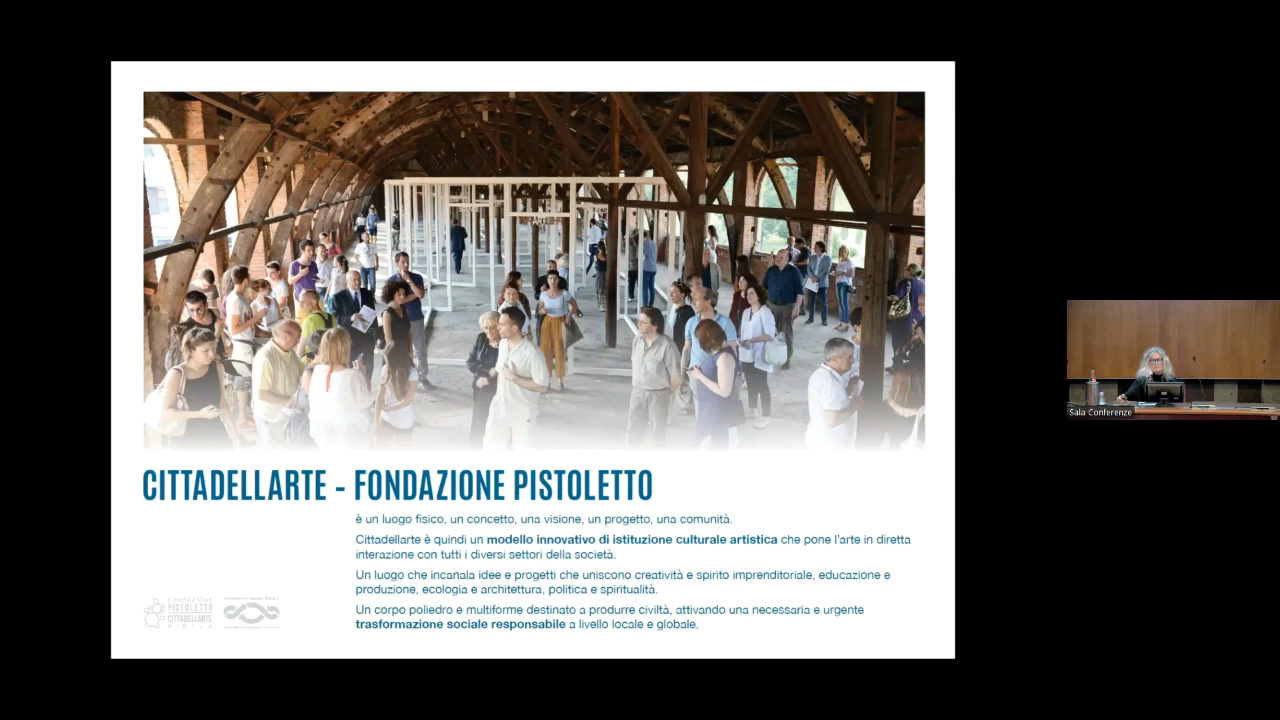 CITTADELLARTE - FONDAZIONE PISTOLETTO
è un luogo fisico, un concetto, una visione, un progetto, una comunità.
Cittadellarte è quindi un modello innovativo di istituzione culturale artistica che pone l'arte in diretta
interazione con tutti i diversi settori della società.
Un luogo che incanala idee e progetti che uniscono creatività e spirito imprenditoriale, educazione e
produzione, ecologia e architettura, politica e spiritualità.
Un corpo poliedro e multiforme destinato a produrre civiltà, attivando una necessaria e urgente
trasformazione sociale responsabile a livello locale e globale.
FONDAZIONE
PISTOLETTO
CITTADELLARTE
BIELLA
Sala Conferenze